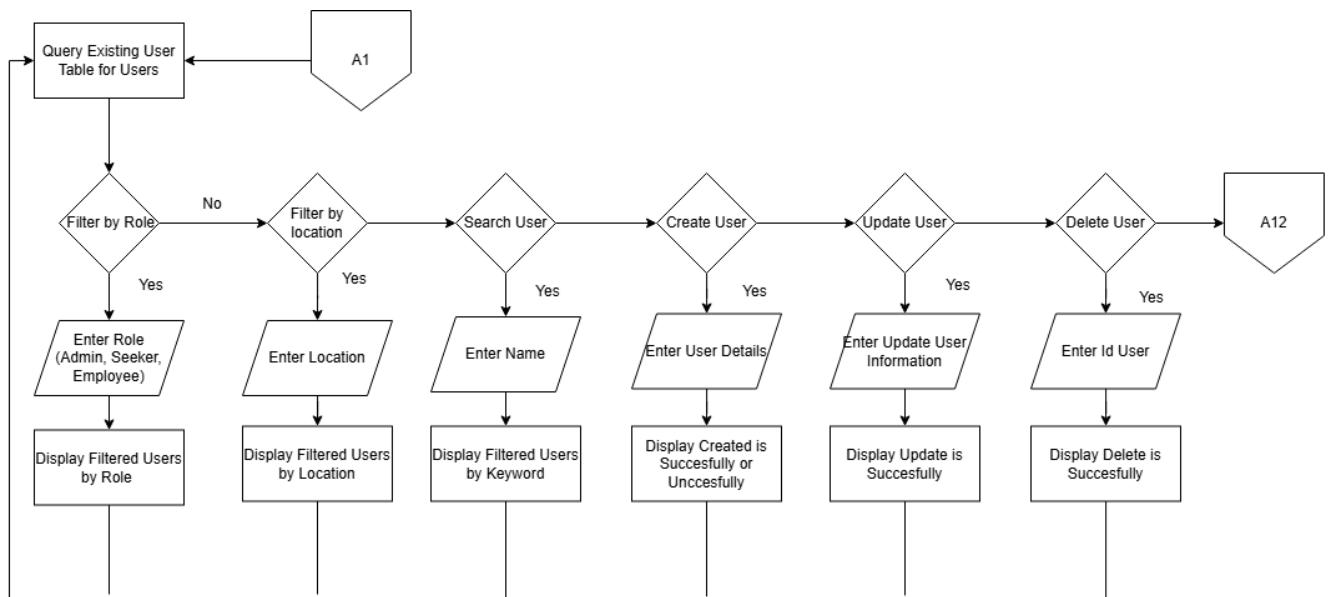 Query Existing User
Table for Users
A1
Filter by Role
No
Filter by
location
Search User
Create User
Update User
Delete User
A12
Yes
Yes
Yes
Yes
Yes
Yes
Enter Role
(Admin, Seeker,
Employee)
Enter Location
Enter Name
Enter User Details
Enter Update User
Information
Enter Id User
Display Filtered Users
by Role
Display Filtered Users
by Location
Display Filtered Users
by Keyword
Display Created is
Succesfully or
Unccesfully
Display Update is
Succesfully
Display Delete is
Succesfully